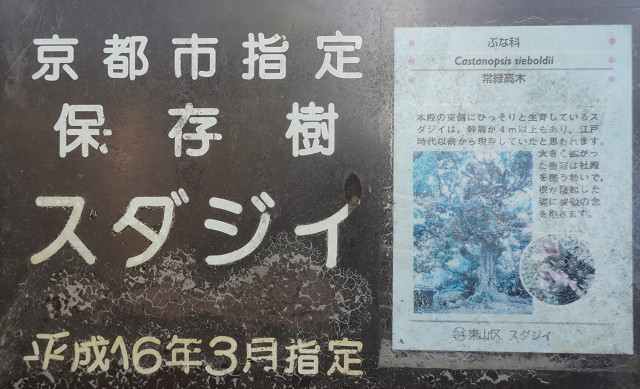 京都市指定
保存樹
スダジイ
平成16年3月指定
ぶな科
Castanopsis sieboldii
常緑高木
本殿の東側にひっそりと生育しているス
ダジイは，幹周が4m以上もあり，江戸
時代以前から現存していたと思われます。
大きく広がっ
た樹冠は社殿
を覆う勢いで，
根が隆起した
姿に畏敬の念
を抱きます。
東山区 スダジイ